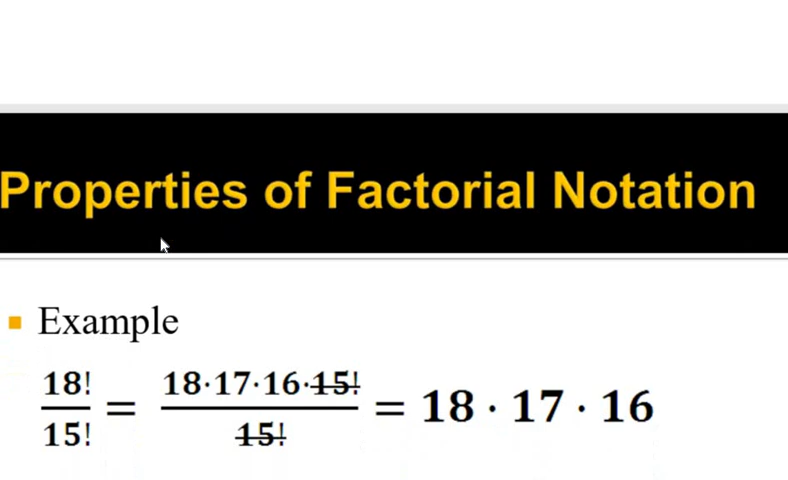 Properties of Factorial Notation
Example
18!/15! = 18·17·16·15!/15! = 18 · 17 · 16